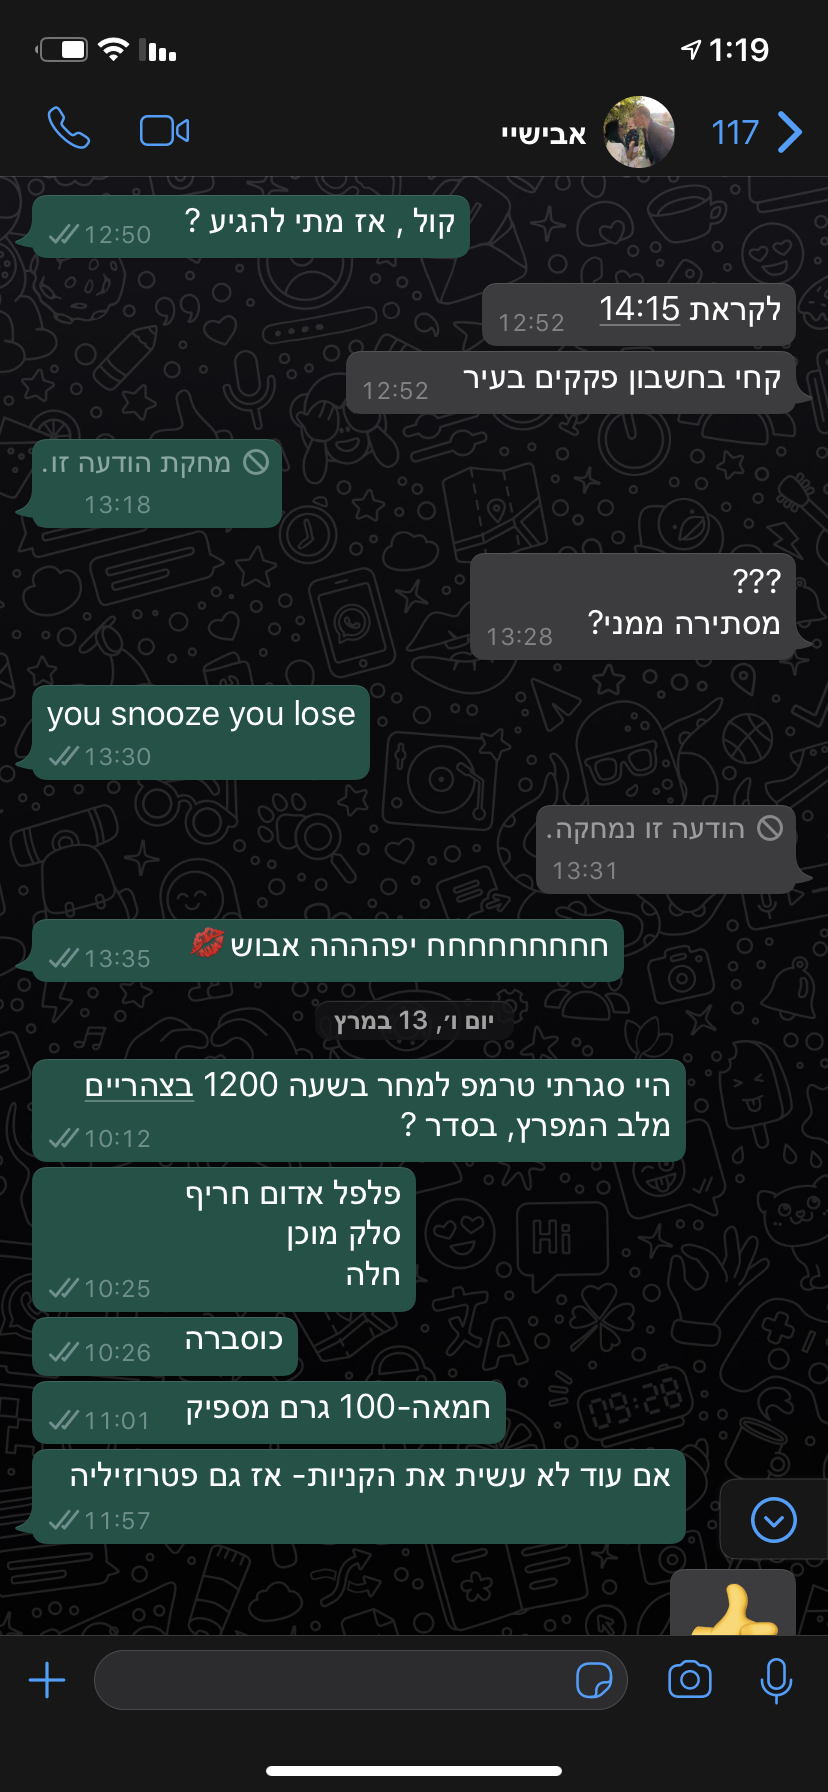 1:19
117
אבישיי
קול , אז מתי להגיע ?
12:50
לקראת 14:15
12:52
קחי בחשבון פקקים בעיר
12:52
מחקת הודעה זו.
13:18
???
מסתירה ממני?
13:28
you snooze you lose
13:30
הודעה זו נמחקה.
13:31
חחחחחחחחח יפהההה אבוש💋
13:35
יום ו׳, 13 במרץ
היי סגרתי טרמפ למחר בשעה 1200 בצהריים
מלב המפרץ, בסדר ?
10:12
פלפל אדום חריף
סלק מוכן
חלה
10:25
כוסברה
10:26
חמאה-100 גרם מספיק
11:01
אם עוד לא עשית את הקניות- אז גם פטרוזיליה
11:57